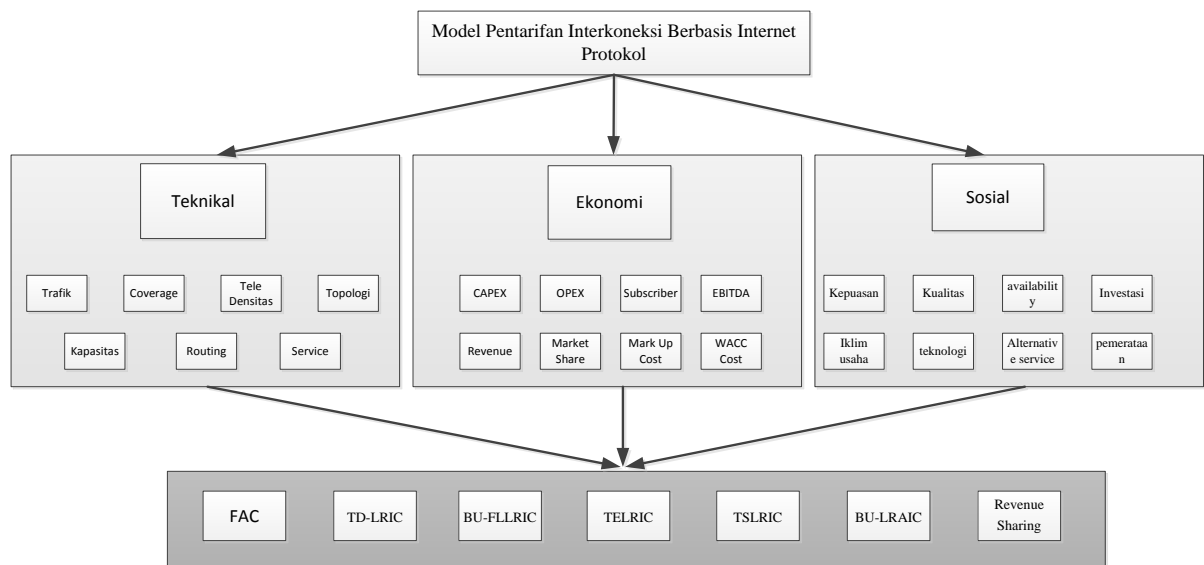 Model Pentarifan Interkoneksi Berbasis Internet
Protokol
Teknikal
Trafik
Coverage
Tele
Densitas
Topologi
Kapasitas
Routing
Service
Ekonomi
CAPEX
OPEX
Subscriber
EBITDA
Revenue
Market
Share
Mark Up
Cost
WACC
Cost
Sosial
Kepuasan
Kualitas
availabilit
y
Investasi
Iklim
usaha
teknologi
Alternativ
e service
pemerataa
n
FAC
TD-LRIC
BU-FLLRIC
TELRIC
TSLRIC
BU-LRAIC
Revenue
Sharing